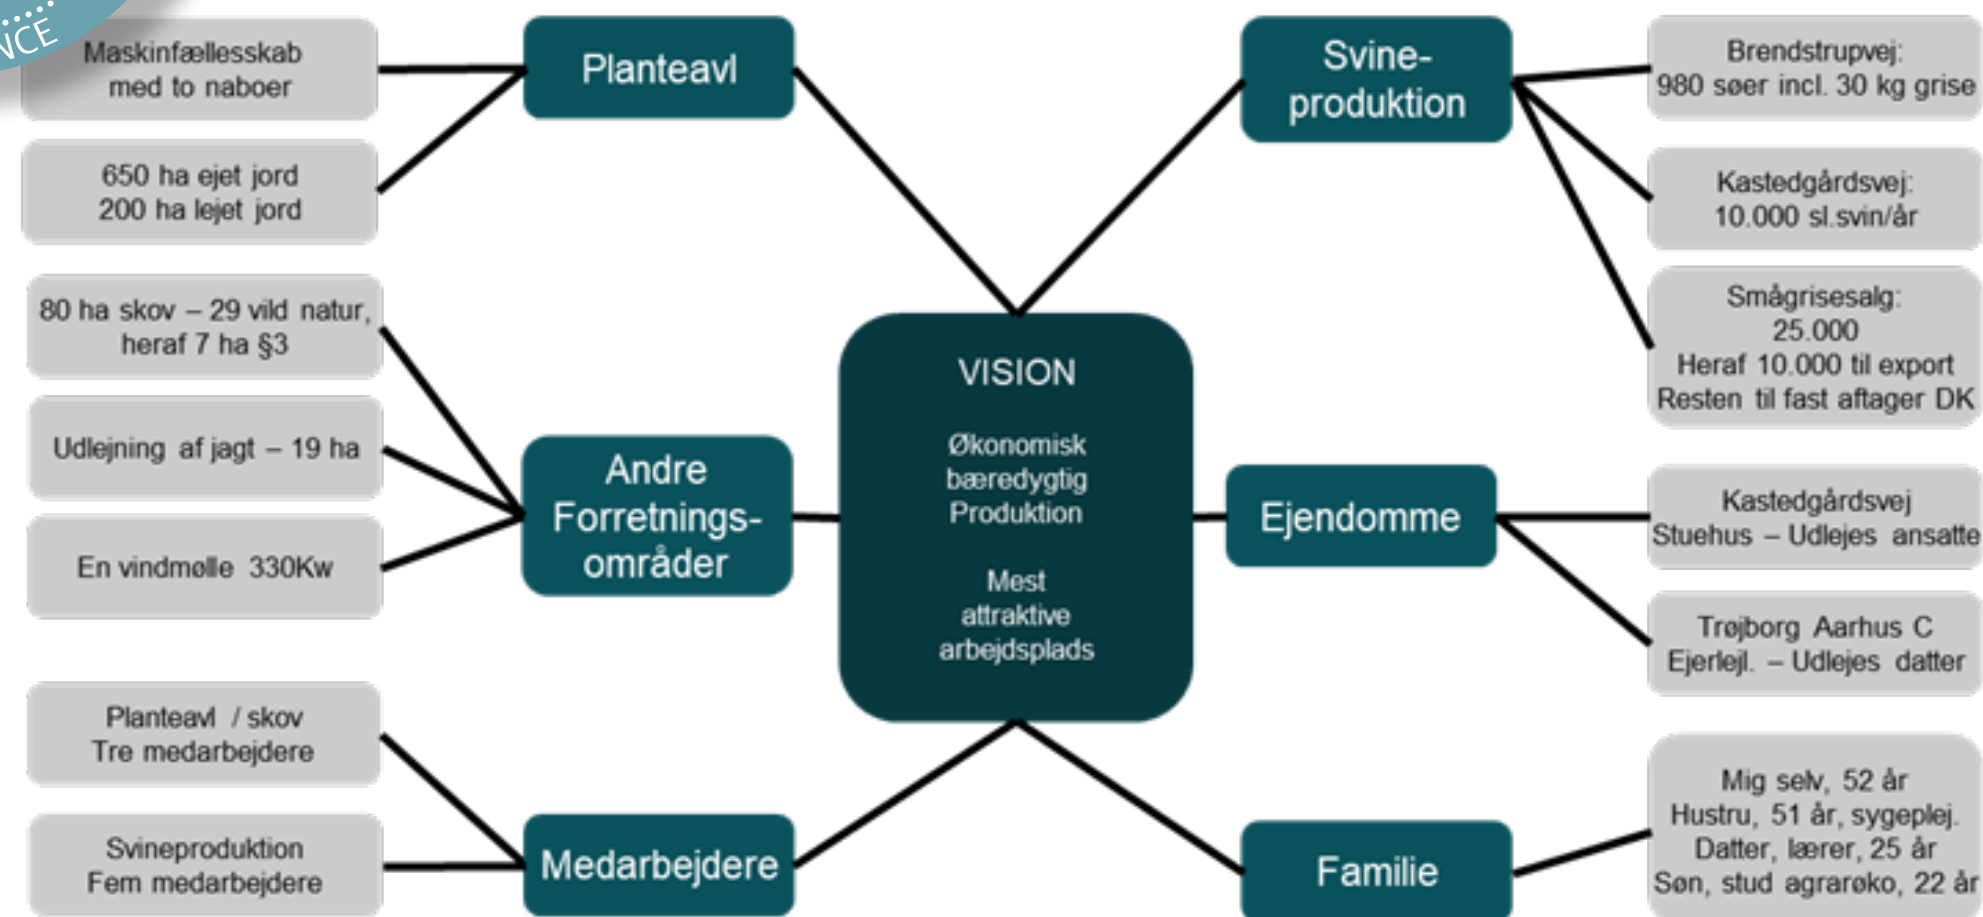 NCE
Maskinfællesskab
med to naboer
650 ha ejet jord
200 ha lejet jord
Planteavl
Svine-
produktion
Brendstrupvej:
980 søer incl. 30 kg grise
Kastedgårdsvej:
10.000 sl.svin/år
Smågrisesalg:
25.000
Heraf 10.000 til export
Resten til fast aftager DK
80 ha skov – 29 vild natur,
heraf 7 ha §3
Udlejning af jagt – 19 ha
En vindmølle 330Kw
Andre
Forretnings-
områder
VISION
Økonomisk
bæredygtig
Produktion
Mest
attraktive
arbejdsplads
Ejendomme
Kastedgårdsvej
Stuehus – Udlejes ansatte
Trøjborg Aarhus C
Ejerlejl. – Udlejes datter
Planteavl / skov
Tre medarbejdere
Svineproduktion
Fem medarbejdere
Medarbejdere
Familie
Mig selv, 52 år
Hustru, 51 år, sygeplej.
Datter, lærer, 25 år
Søn, stud agrarøko, 22 år